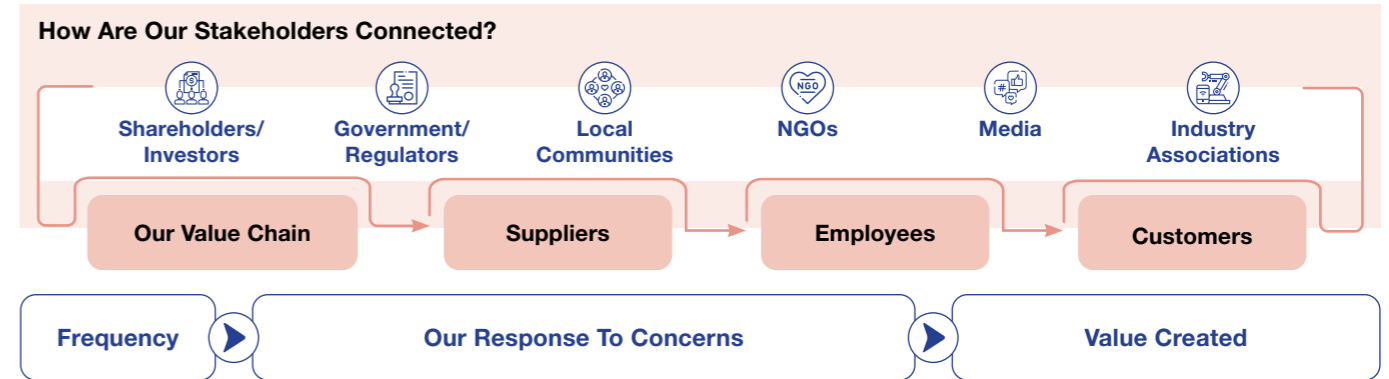 How Are Our Stakeholders Connected?
NGO
#
Shareholders/
Investors
Government/
Regulators
Local
Communities
NGOs
Media
Industry
Associations
Our Value Chain
Suppliers
Employees
Customers
Frequency
Our Response To Concerns
Value Created